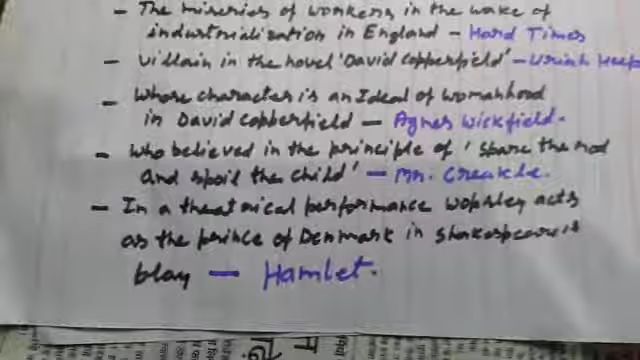 - The miseries of workers in the wake of
industrialization in England - Hard Times
- Villain in the novel 'David Copperfield' - Uriah Heep
- Whose character is an Ideal of womanhood
in David Copperfield - Agnes Wickfield.
- Who believed in the principle of 'Spare the rod
and spoil the child' - Mr. Creakle.
- In a theatrical performance Wopsley acts
as the prince of Denmark in Shakespeare's
play - Hamlet.